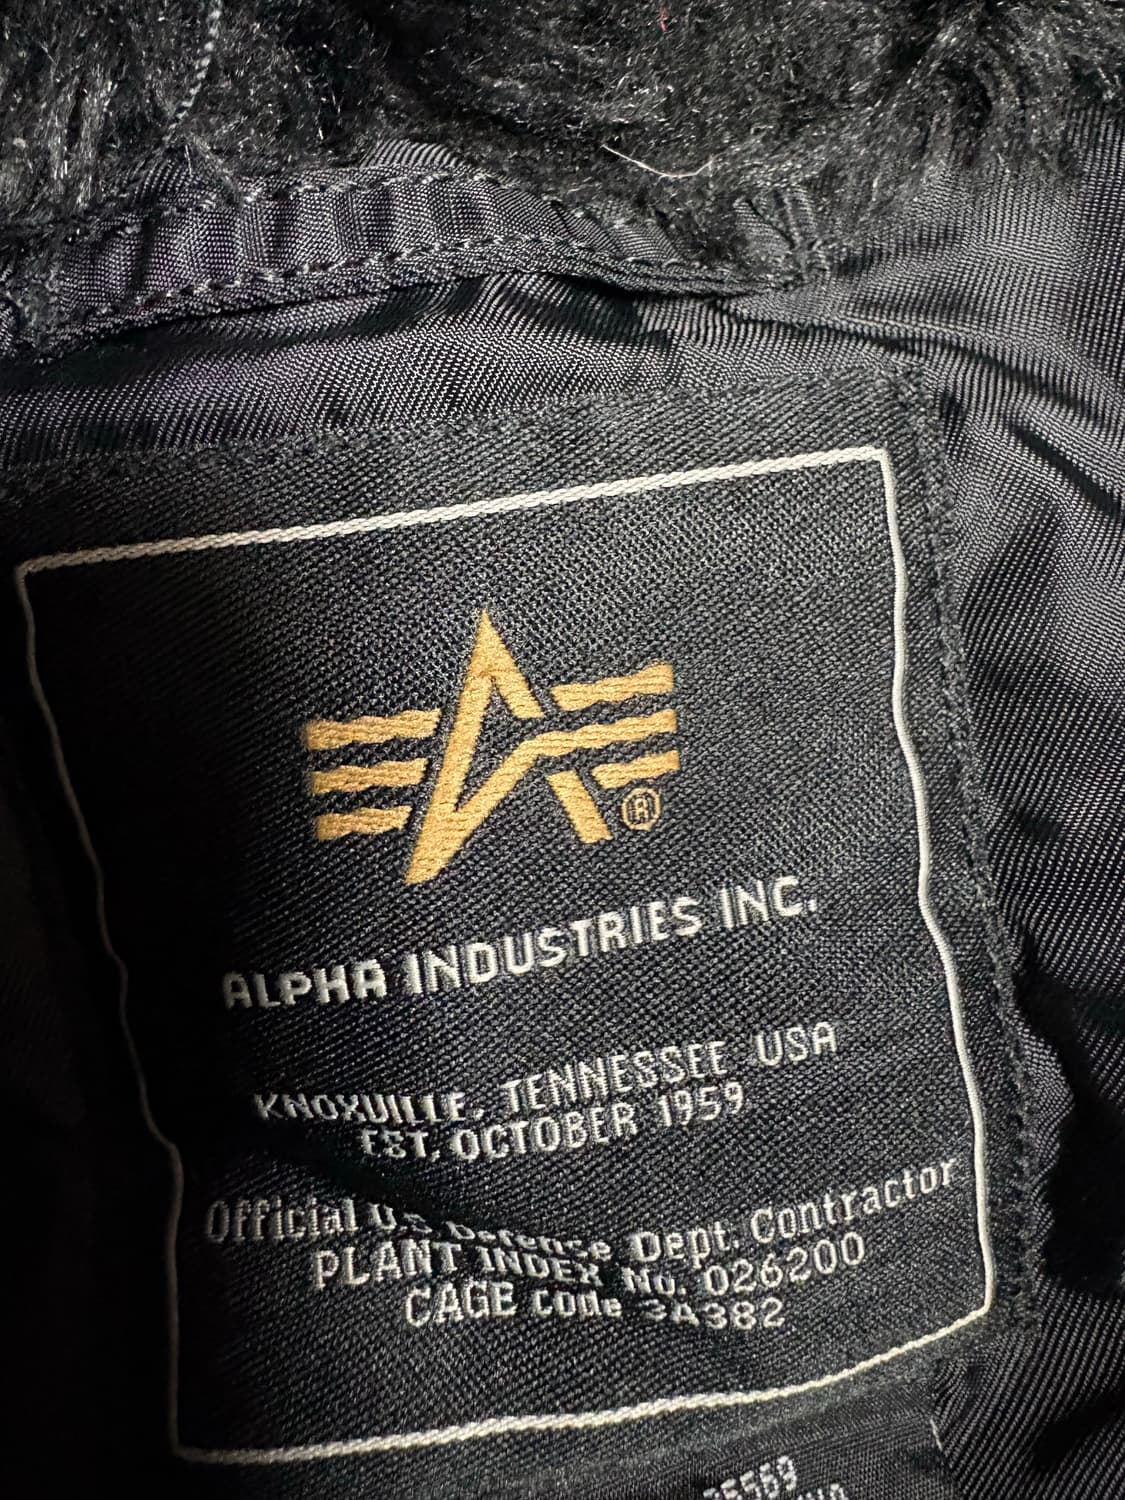 ®
ALPHA INDUSTRIES INC.
KNOXVILLE, TENNESSEE USA
EST. OCTOBER 1959
Official U.S Defense Dept. Contractor
PLANT INDEX No. 026200
CAGE code 3A382